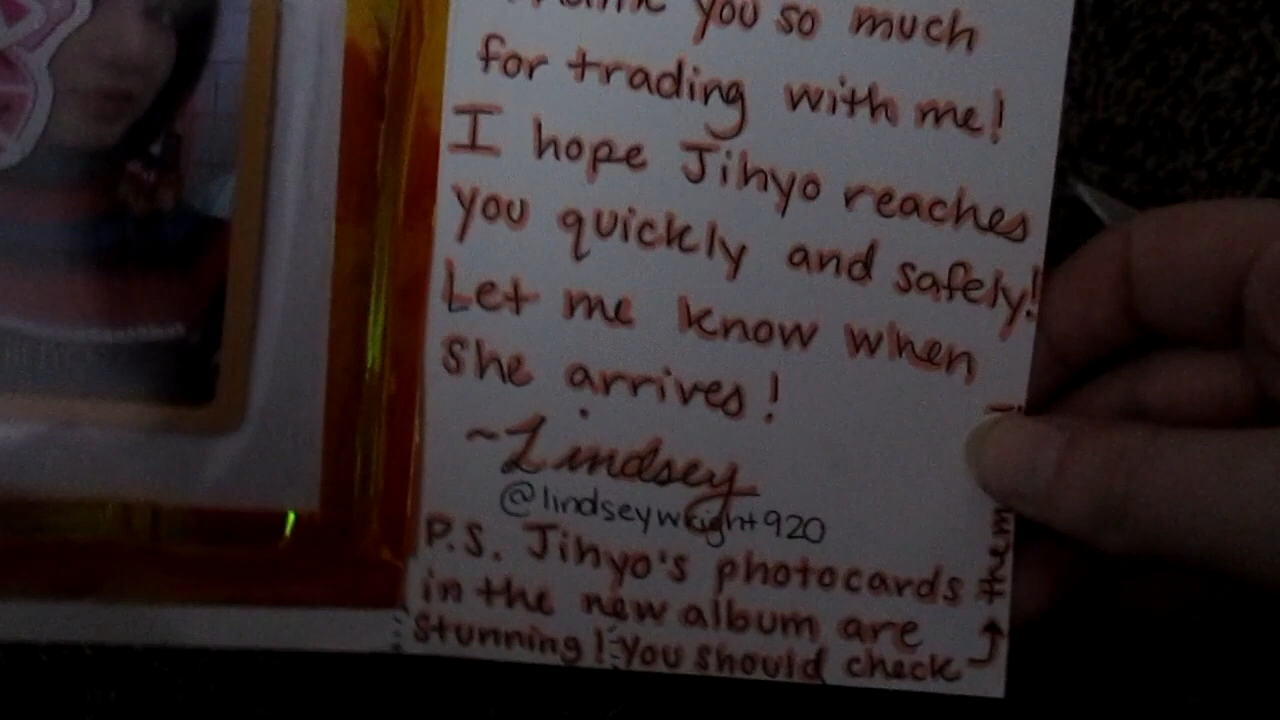 Thank you so much
for trading with me!
I hope Jihyo reaches
you quickly and safely!
Let me know when
she arrives!
~Lindsey
@lindseywright920
P.S. Jihyo's photocards
in the new album are
stunning! You should check
them